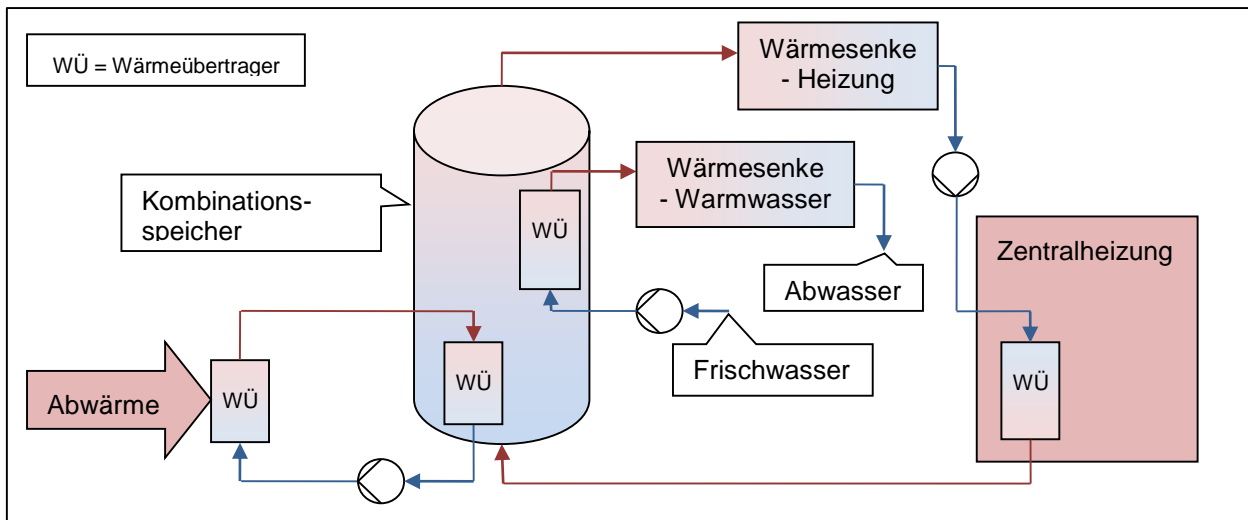 WÜ = Wärmeübertrager
Wärmesenke
- Heizung
Wärmesenke
- Warmwasser
Kombinations-
speicher
WÜ
Zentralheizung
Abwasser
Frischwasser
WÜ
WÜ
WÜ
Abwärme